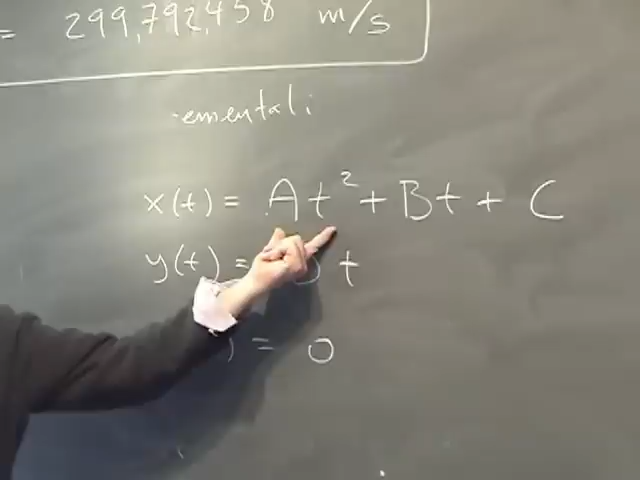 = 299,792,458 m/s
-ementali
x(t) = At² + Bt + C
y(t) = t
) = 0